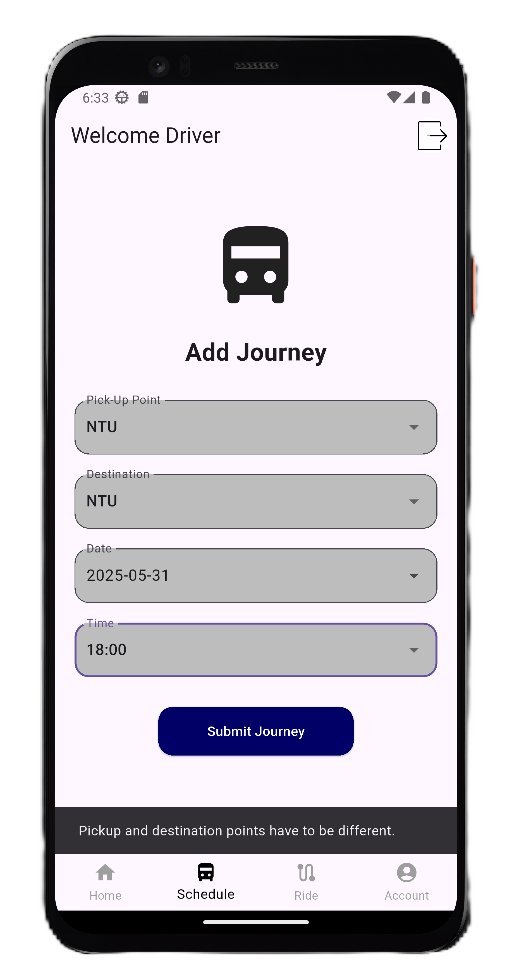 6:33
Welcome Driver
Add Journey
Pick-Up Point
NTU
Destination
NTU
Date
2025-05-31
Time
18:00
Submit Journey
Pickup and destination points have to be different.
Home
Schedule
Ride
Account